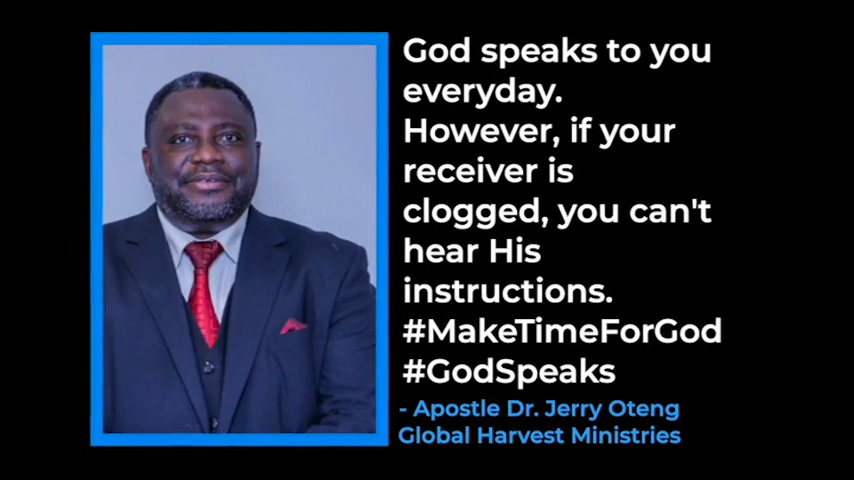 God speaks to you
everyday.
However, if your
receiver is
clogged, you can't
hear His
instructions.
#MakeTimeForGod
#GodSpeaks
- Apostle Dr. Jerry Oteng
Global Harvest Ministries